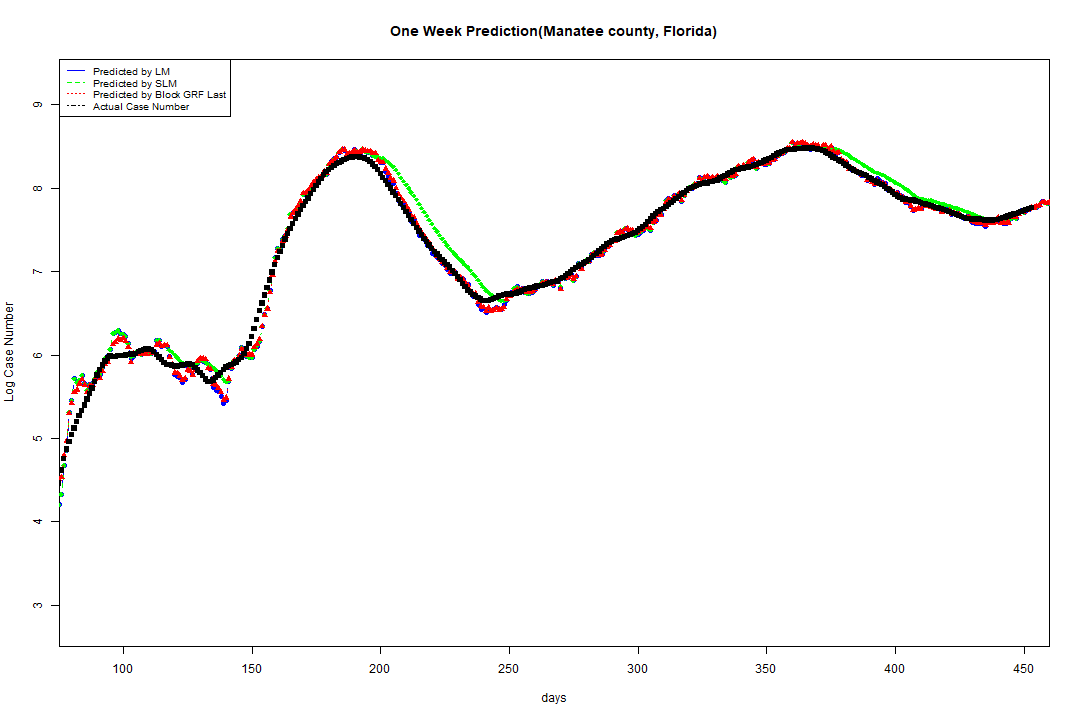 One Week Prediction(Manatee county, Florida)
Predicted by LM
Predicted by SLM
Predicted by Block GRF Last
Actual Case Number
Log Case Number
9
8
7
6
5
4
3
100 150 200 250 300 350 400 450
days